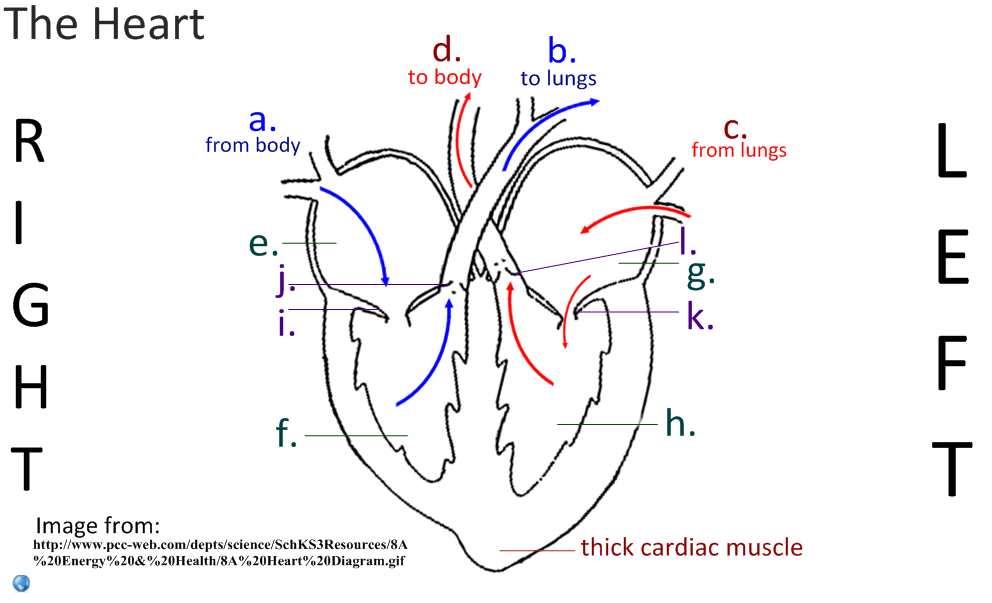 The Heart
d.
to body
b.
to lungs
a.
from body
c.
from lungs
R
I
G
H
T
L
E
F
T
e.
j.
i.
f.
l.
g.
k.
h.
thick cardiac muscle
Image from:
http://www.pcc-web.com/depts/science/SchKS3Resources/8A
%20Energy%20&%20Health/8A%20Heart%20Diagram.gif